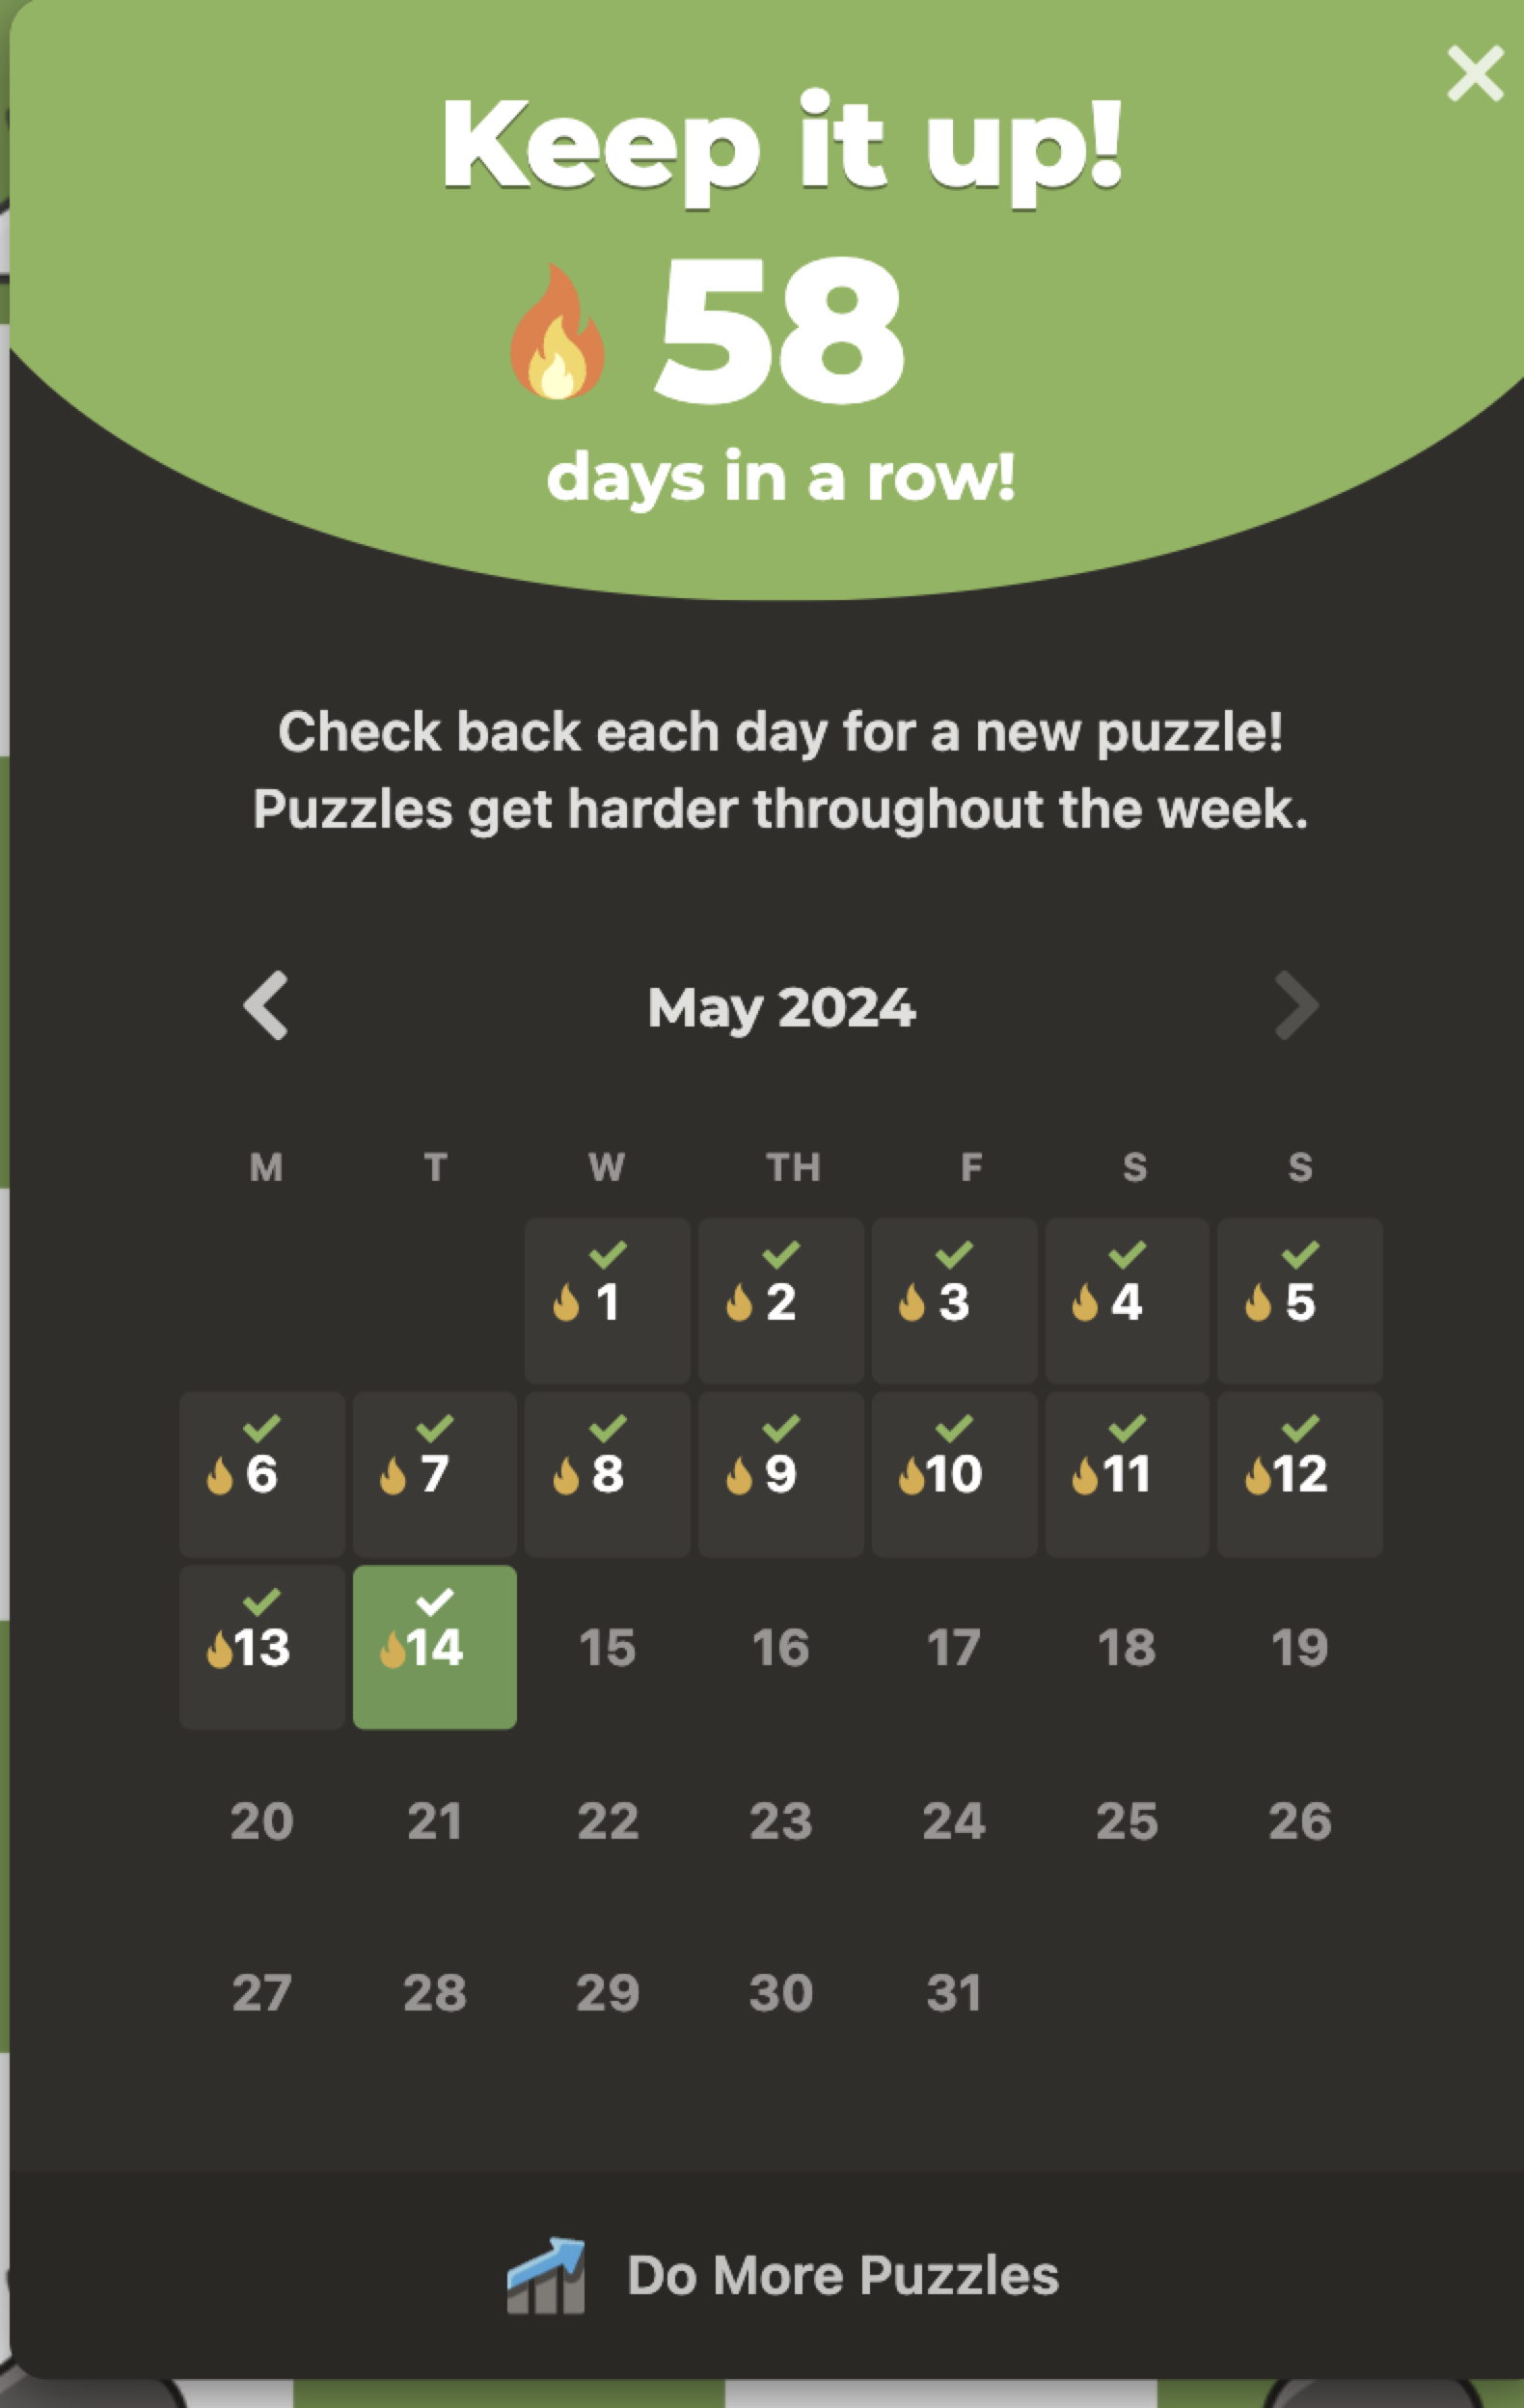 Keep it up!
58
days in a row!
Check back each day for a new puzzle!
Puzzles get harder throughout the week.
May 2024
M T W TH F S S
1 2 3 4 5
6 7 8 9 10 11 12
13 14 15 16 17 18 19
20 21 22 23 24 25 26
27 28 29 30 31
Do More Puzzles